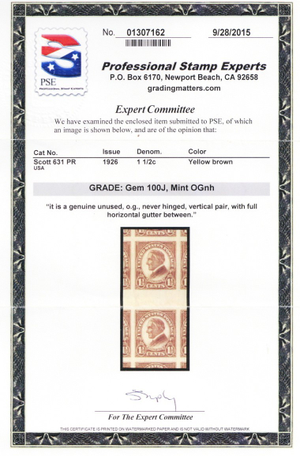 No. 01307162 9/28/2015
PSE
Professional Stamp Experts
Professional Stamp Experts
P.O. Box 6170, Newport Beach, CA 92658
gradingmatters.com
Expert Committee
We have examined the enclosed item submitted to PSE, of which
an image is shown, and are of the opinion that:
Cat No. Issue Denom. Color
Scott 631 PR 1926 1 1/2c Yellow brown
USA
GRADE: Gem 100J, Mint OGnh
"it is a genuine unused, o.g., never hinged, vertical pair, with full
horizontal gutter between."
For The Expert Committee
THIS CERTIFICATE IS PRINTED ON WATERMARKED PAPER AND IS NOT VALID WITHOUT WATERMARK